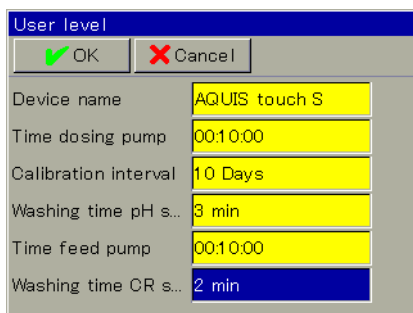 User level
OK Cancel
Device name AQUIS touch S
Time dosing pump 00:10:00
Calibration interval 10 Days
Washing time pH s... 3 min
Time feed pump 00:10:00
Washing time CR s... 2 min